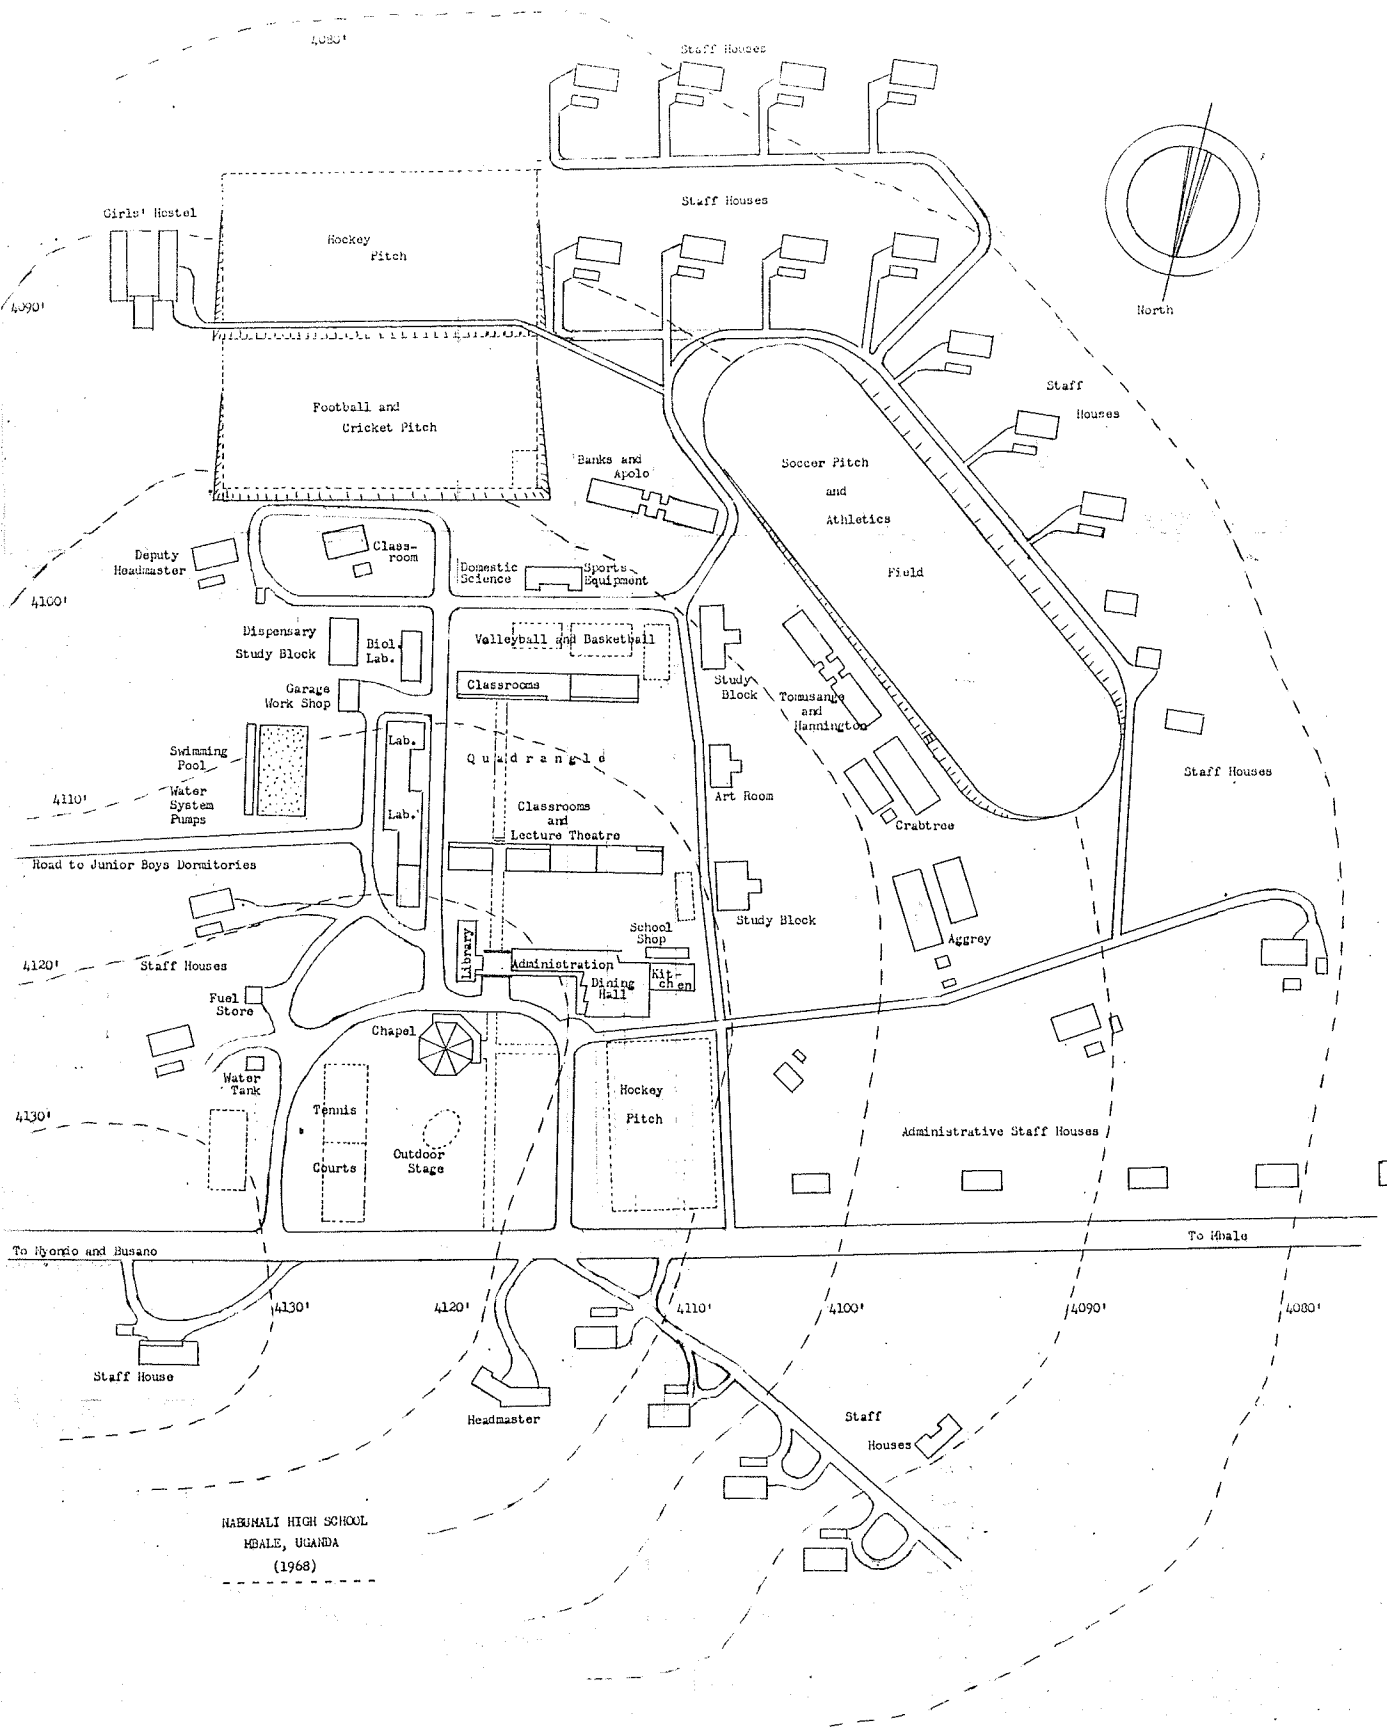 4080'
Staff Houses
Staff Houses
Girls' Hostel
Hockey
Pitch
4090'
North
Staff
Houses
Football and
Cricket Pitch
Banks and
Apolo
Soccer Pitch
and
Athletics
Field
Deputy
Headmaster
Class-
room
Domestic
Science
Sports
Equipment
4100'
Dispensary
Study Block
Biol.
Lab.
Volleyball and Basketball
Garage
Work Shop
Classrooms
Study
Block
Tomusange
and
Hannington
Swimming
Pool
Water
System
Pumps
Lab.
Quadrangle
Staff Houses
4110'
Lab.
Classrooms
and
Lecture Theatre
Art Room
Crabtree
Road to Junior Boys Dormitories
Study Block
School
Shop
Aggrey
4120'
Staff Houses
Library
Administration
Dining
Hall
Kit-
chen
Fuel
Store
Chapel
Water
Tank
Hockey
Pitch
4130'
Tennis
Courts
Outdoor
Stage
Administrative Staff Houses
To Nyondo and Busano
To Mbale
4130'
4120'
4110'
4100'
4090'
4080'
Staff House
Headmaster
Staff
Houses
NABUMALI HIGH SCHOOL
MBALE, UGANDA
(1968)